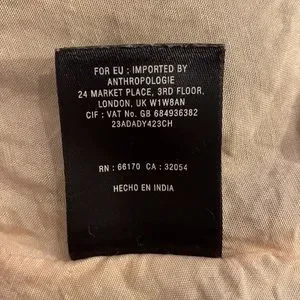 FOR EU : IMPORTED BY
ANTHROPOLOGIE
24 MARKET PLACE, 3RD FLOOR,
LONDON, UK W1W8AN
CIF : VAT No. GB 684936382
23ADADY423CH
RN : 66170 CA : 32054
HECHO EN INDIA